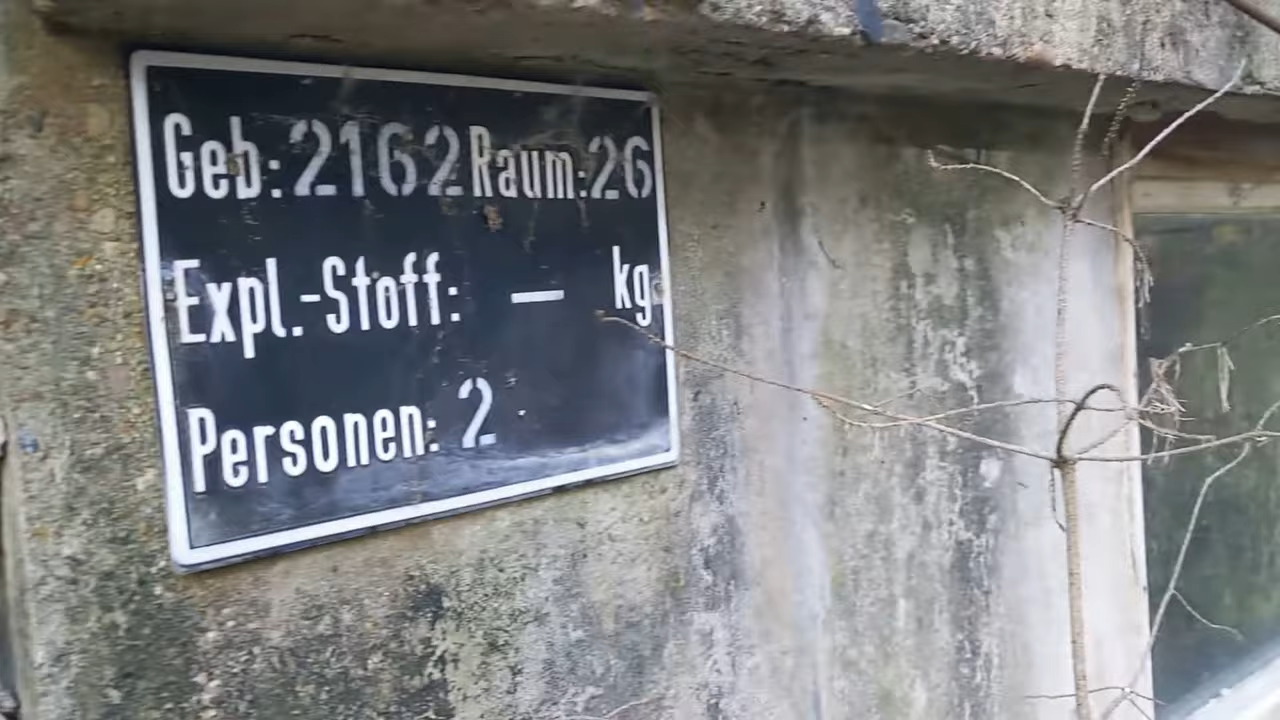 Geb: 2162 Raum: 26
Expl.-Stoff: — kg
Personen: 2